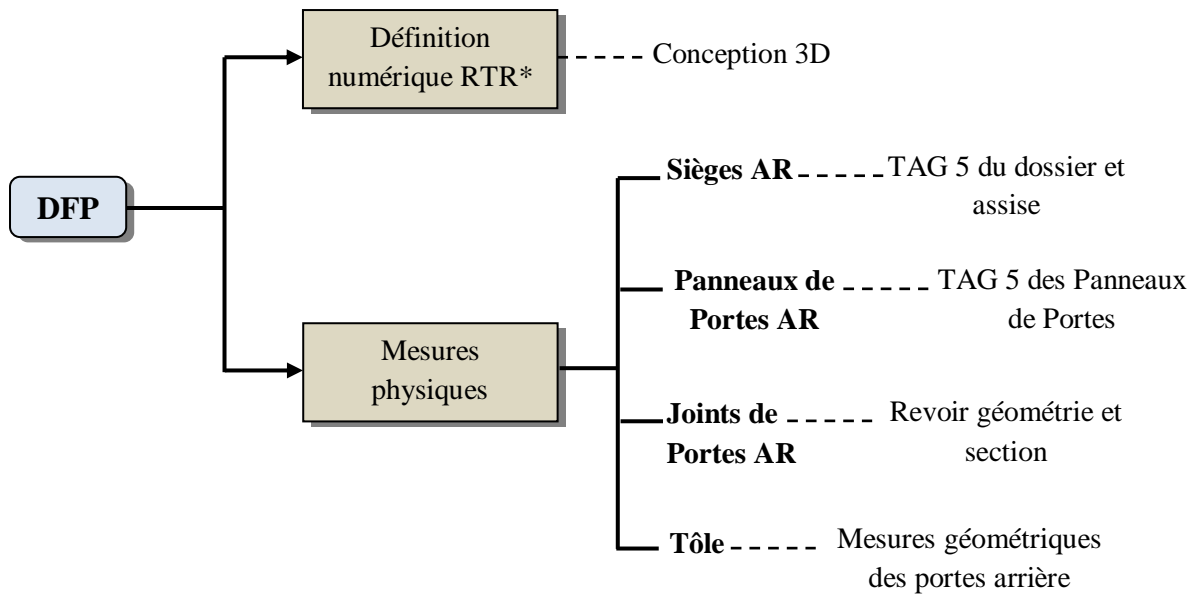 Définition
numérique RTR*
Conception 3D
DFP
Sièges AR
TAG 5 du dossier et
assise
Panneaux de
Portes AR
TAG 5 des Panneaux
de Portes
Mesures
physiques
Joints de
Portes AR
Revoir géométrie et
section
Tôle
Mesures géométriques
des portes arrière